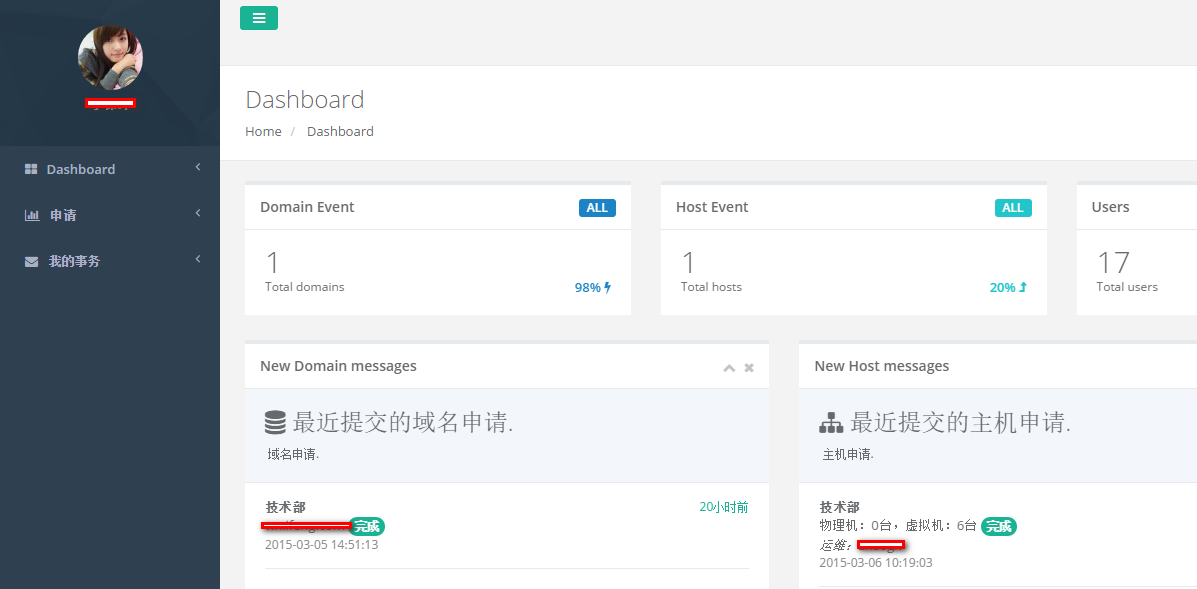 Dashboard
Home / Dashboard
Dashboard
申请
我的事务
Domain Event ALL
1
Total domains 98%
Host Event ALL
1
Total hosts 20%
Users
17
Total users
New Domain messages
最近提交的域名申请.
域名申请.
技术部 20小时前
完成
2015-03-05 14:51:13
New Host messages
最近提交的主机申请.
主机申请.
技术部
物理机：0台，虚拟机：6台 完成
运维：
2015-03-06 10:19:03